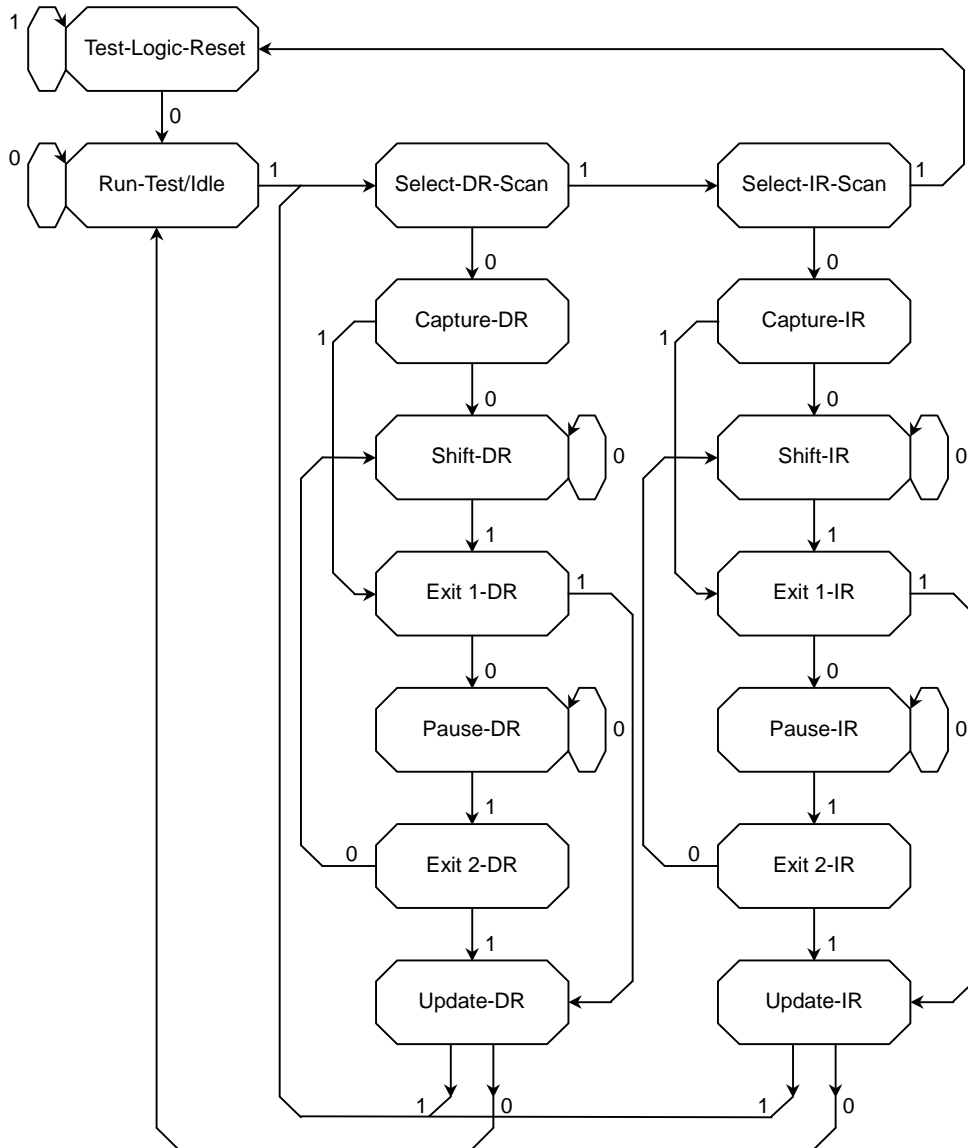 1
Test-Logic-Reset
0
0
Run-Test/Idle
1
Select-DR-Scan
1
Select-IR-Scan
1
0
0
Capture-DR
Capture-IR
1
1
0
0
Shift-DR
0
Shift-IR
0
1
1
Exit 1-DR
1
Exit 1-IR
1
0
0
Pause-DR
0
Pause-IR
0
1
1
0
Exit 2-DR
0
Exit 2-IR
1
1
Update-DR
Update-IR
1
0
1
0